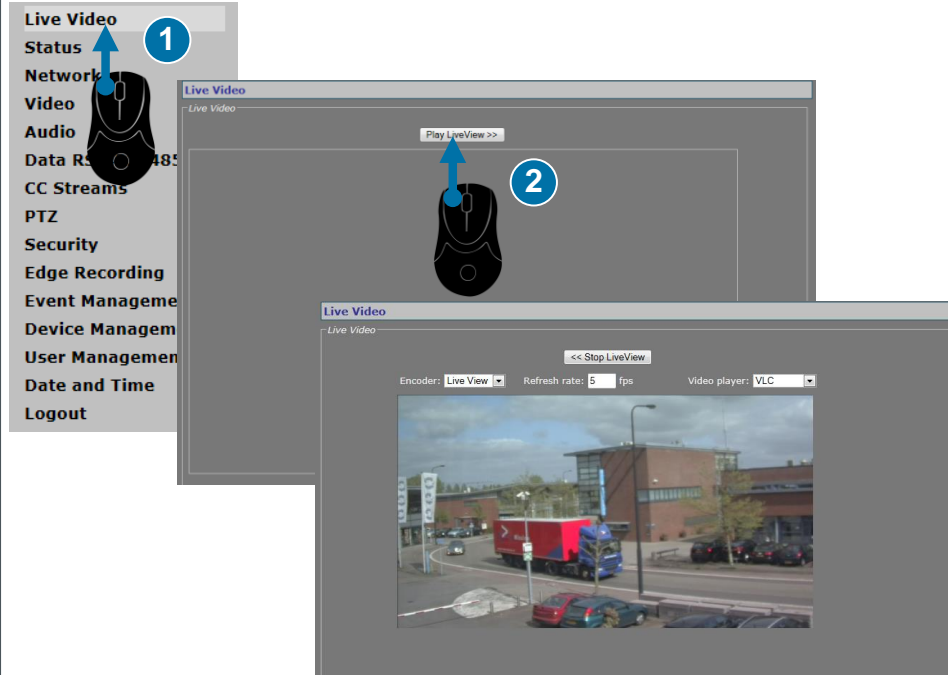 Live Video
Status
Network
Video
Audio
Data RS 485
CC Streams
PTZ
Security
Edge Recording
Event Manageme
Device Managem
User Managemen
Date and Time
Logout
1
Live Video
Live Video
Play LiveView >>
2
Live Video
Live Video
<< Stop LiveView
Encoder: Live View Refresh rate: 5 fps Video player: VLC